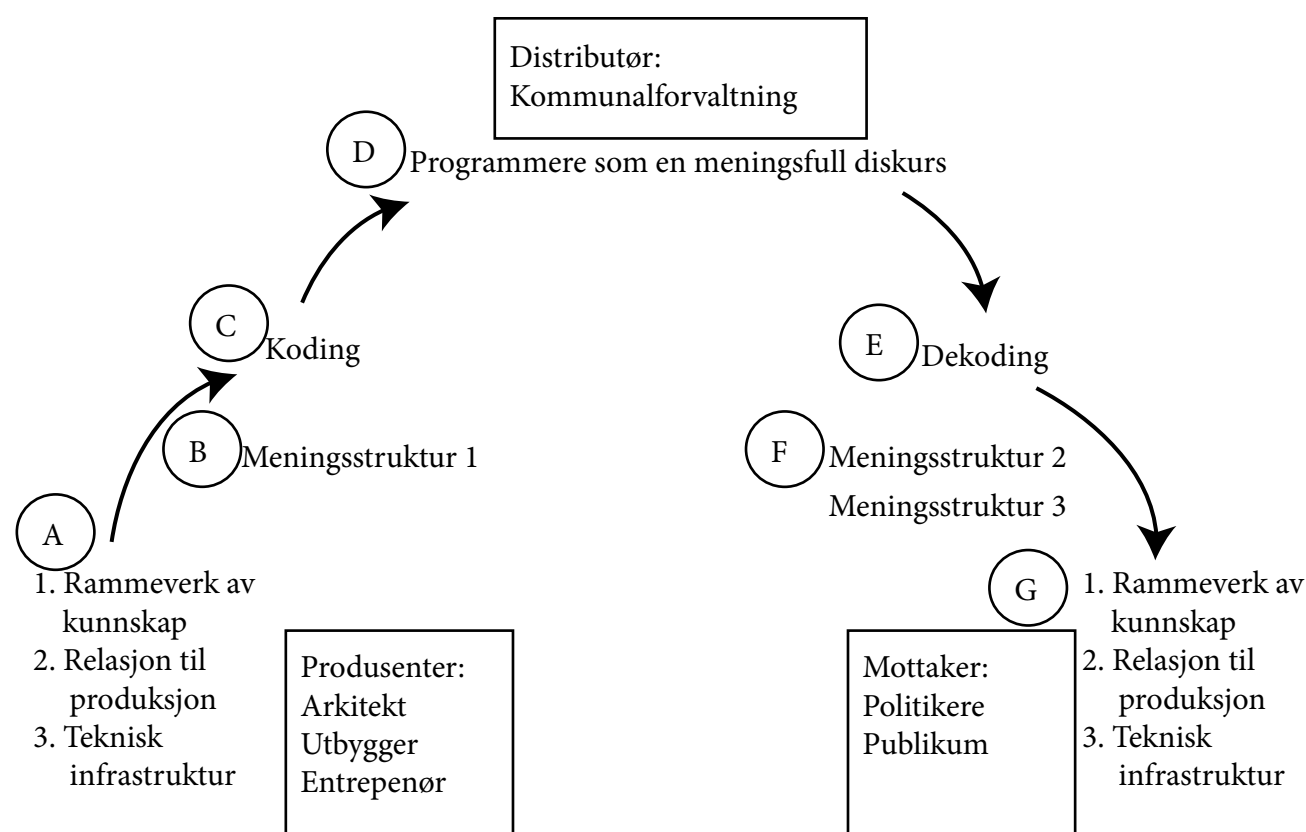 Distributør:
Kommunalforvaltning
D
Programmere som en meningsfull diskurs
C
Koding
E
Dekoding
B
Meningsstruktur 1
F
Meningsstruktur 2
Meningsstruktur 3
A
1. Rammeverk av
kunnskap
2. Relasjon til
produksjon
3. Teknisk
infrastruktur
Produsenter:
Arkitekt
Utbygger
Entrepenør
Mottaker:
Politikere
Publikum
G
1. Rammeverk av
kunnskap
2. Relasjon til
produksjon
3. Teknisk
infrastruktur